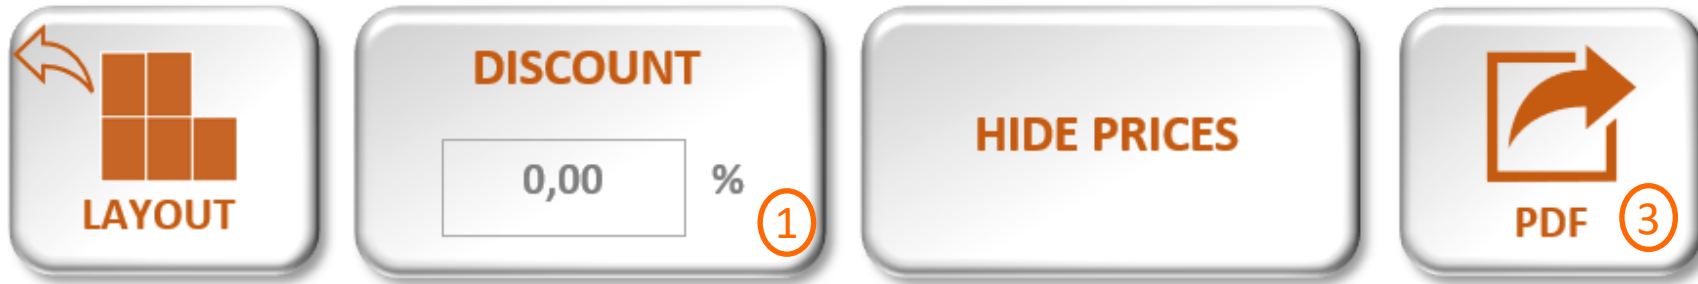 LAYOUT
DISCOUNT
0,00 %
1
HIDE PRICES
PDF
3